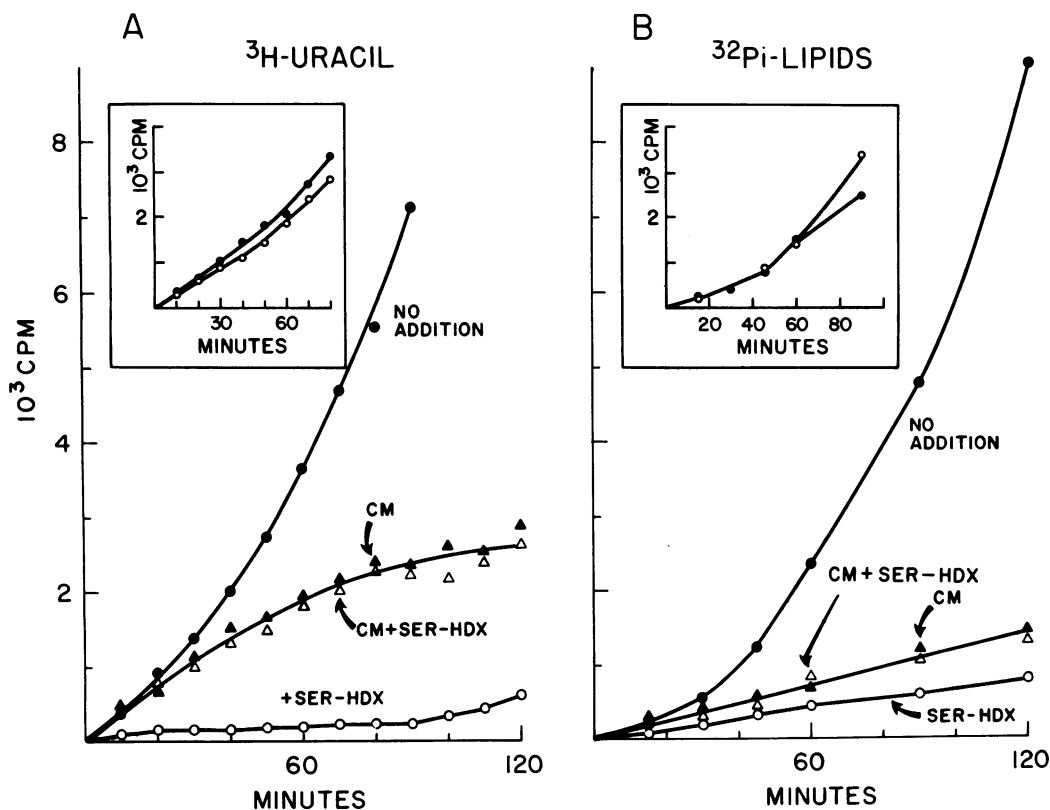 A
³H-URACIL
10³ CPM
8
6
4
2
10³ CPM
2
30 60
MINUTES
NO
ADDITION
CM
CM+SER-HDX
+SER-HDX
60 120
MINUTES
B
³²Pi-LIPIDS
10³ CPM
2
20 40 60 80
MINUTES
NO
ADDITION
CM+SER-HDX
CM
SER-HDX
60 120
MINUTES